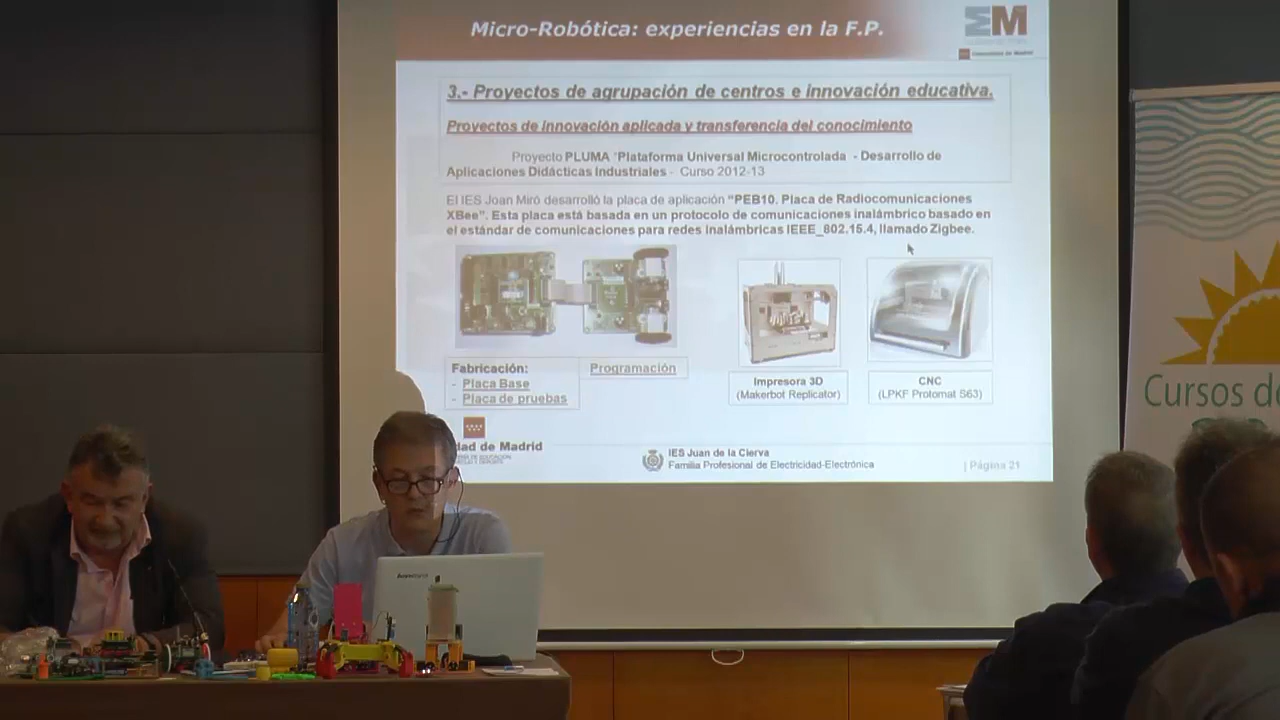 Micro-Robótica: experiencias en la F.P.
3.- Proyectos de agrupación de centros e innovación educativa.
Proyectos de innovación aplicada y transferencia del conocimiento
Proyecto PLUMA "Plataforma Universal Microcontrolada - Desarrollo de
Aplicaciones Didácticas Industriales - Curso 2012-13
El IES Joan Miró desarrolló la placa de aplicación "PEB10. Placa de Radiocomunicaciones
XBee". Esta placa está basada en un protocolo de comunicaciones inalámbrico basado en
el estándar de comunicaciones para redes inalámbricas IEEE_802.15.4, llamado Zigbee.
Fabricación:
- Placa Base
- Placa de pruebas
Programación
Impresora 3D
(Makerbot Replicator)
CNC
(LPKF Protomat S63)
dad de Madrid
IES Juan de la Cierva
Familia Profesional de Electricidad-Electrónica
| Página 21
Cursos de